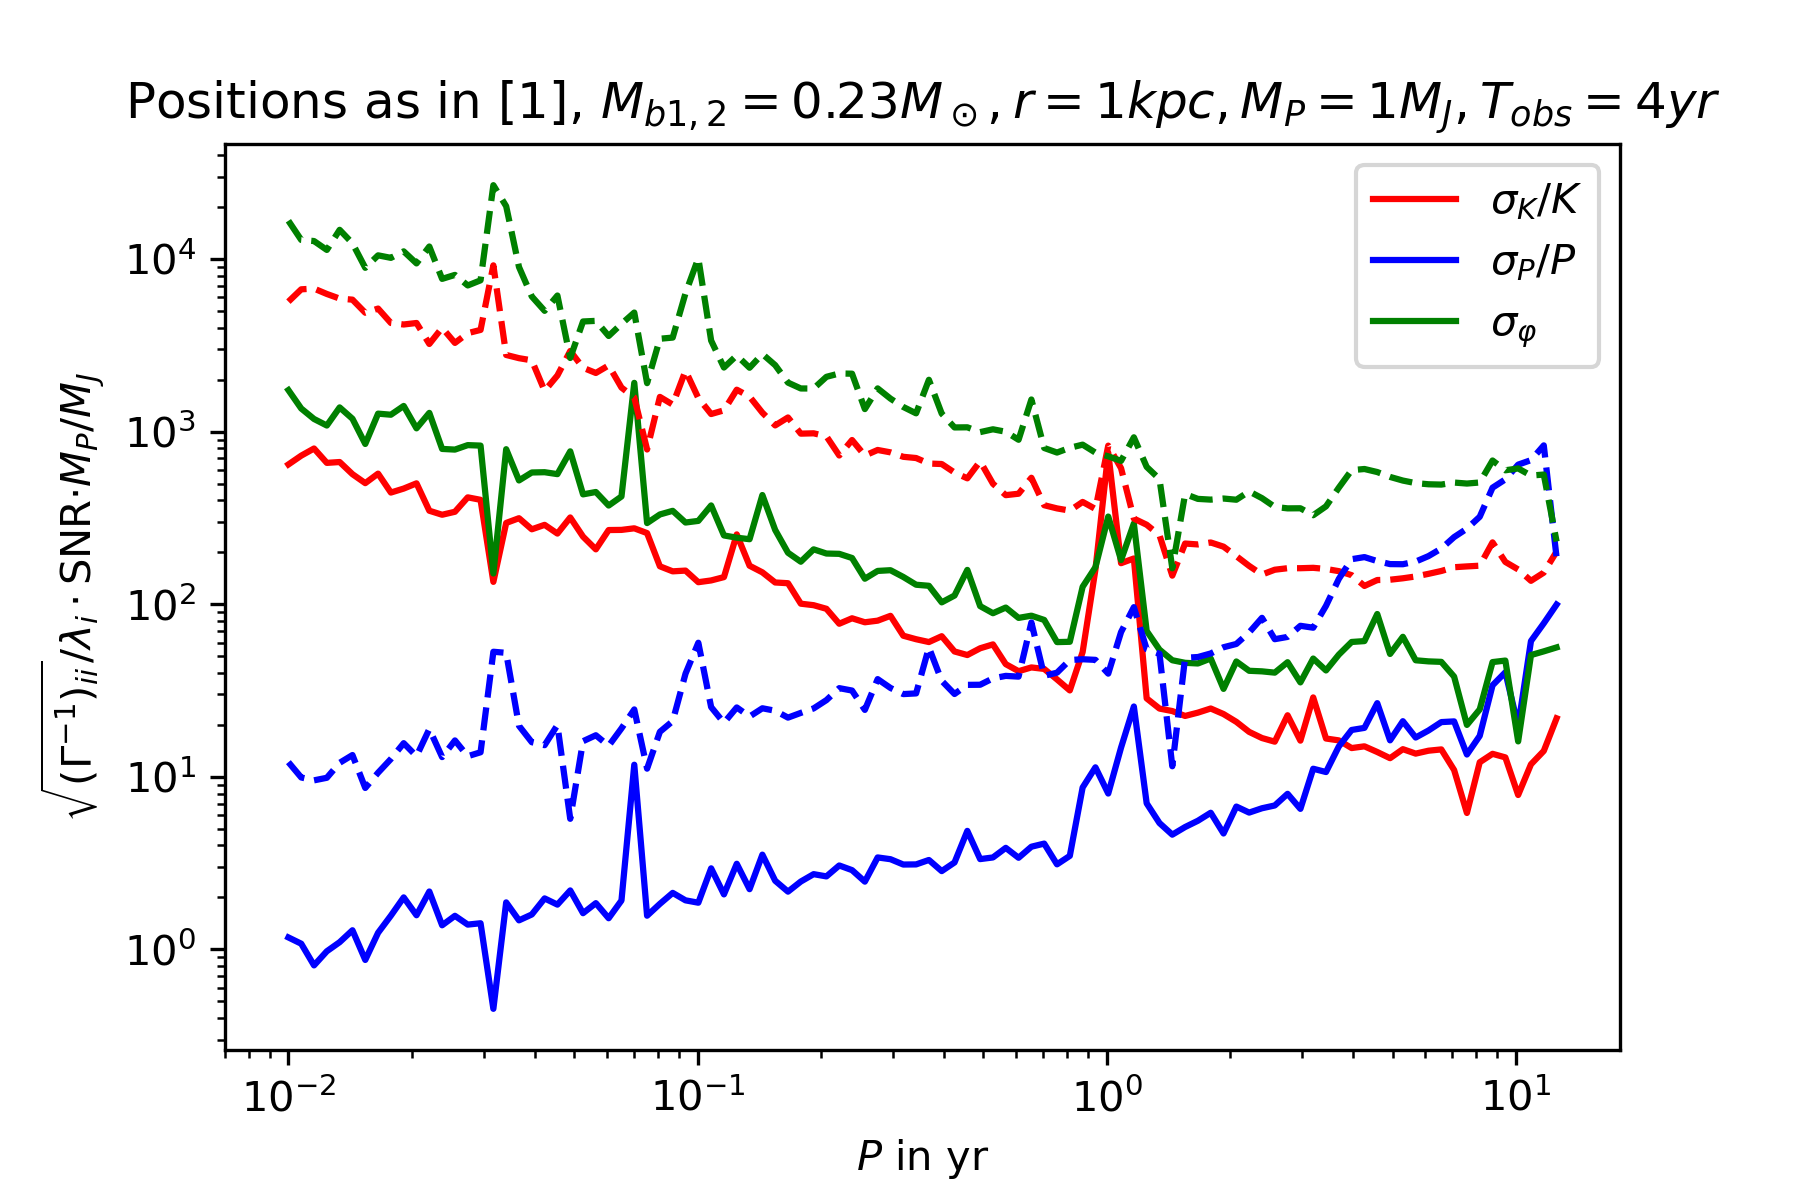 Positions as in [1], $M_{b1,2} = 0.23M_\odot, r = 1kpc, M_P = 1M_J, T_{obs} = 4yr$
$\sqrt{(\Gamma^{-1})_{ii}}/\lambda_i \cdot$ SNR$\cdot M_P/M_J$
$10^4$
$10^3$
$10^2$
$10^1$
$10^0$
$\sigma_K/K$
$\sigma_P/P$
$\sigma_\varphi$
$10^{-2}$ $10^{-1}$ $10^0$ $10^1$
$P$ in yr